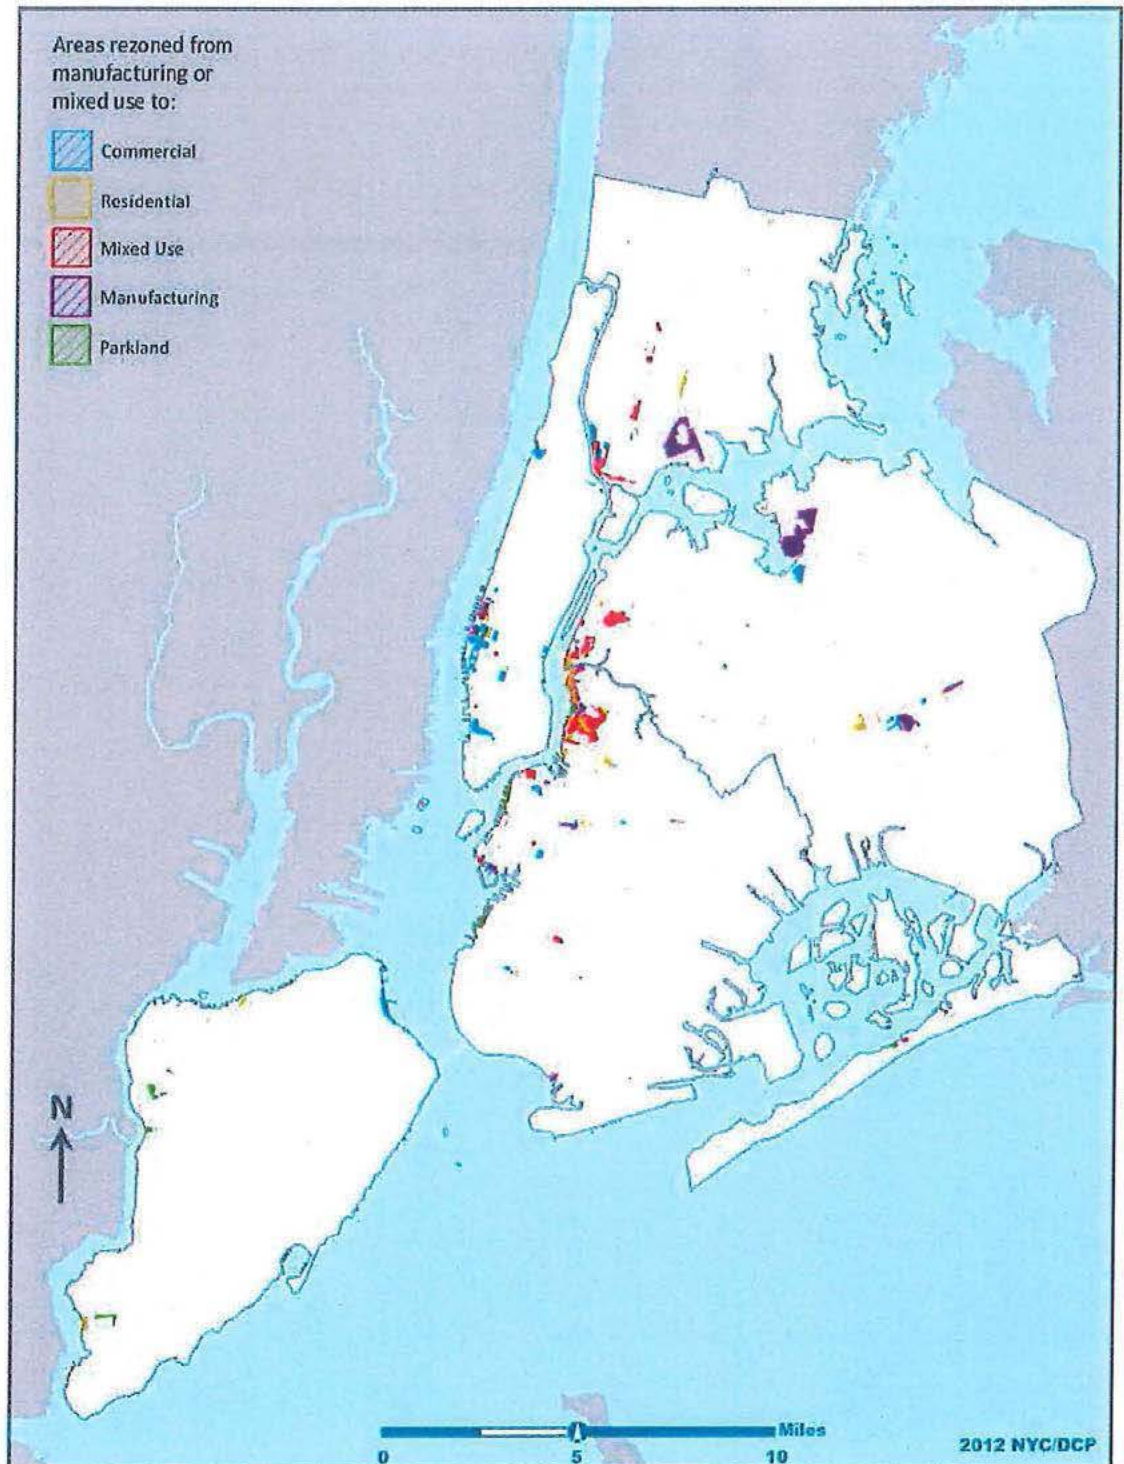 Areas rezoned from
manufacturing or
mixed use to:
Commercial
Residential
Mixed Use
Manufacturing
Parkland
N
Miles
0 5 10
2012 NYC/DCP